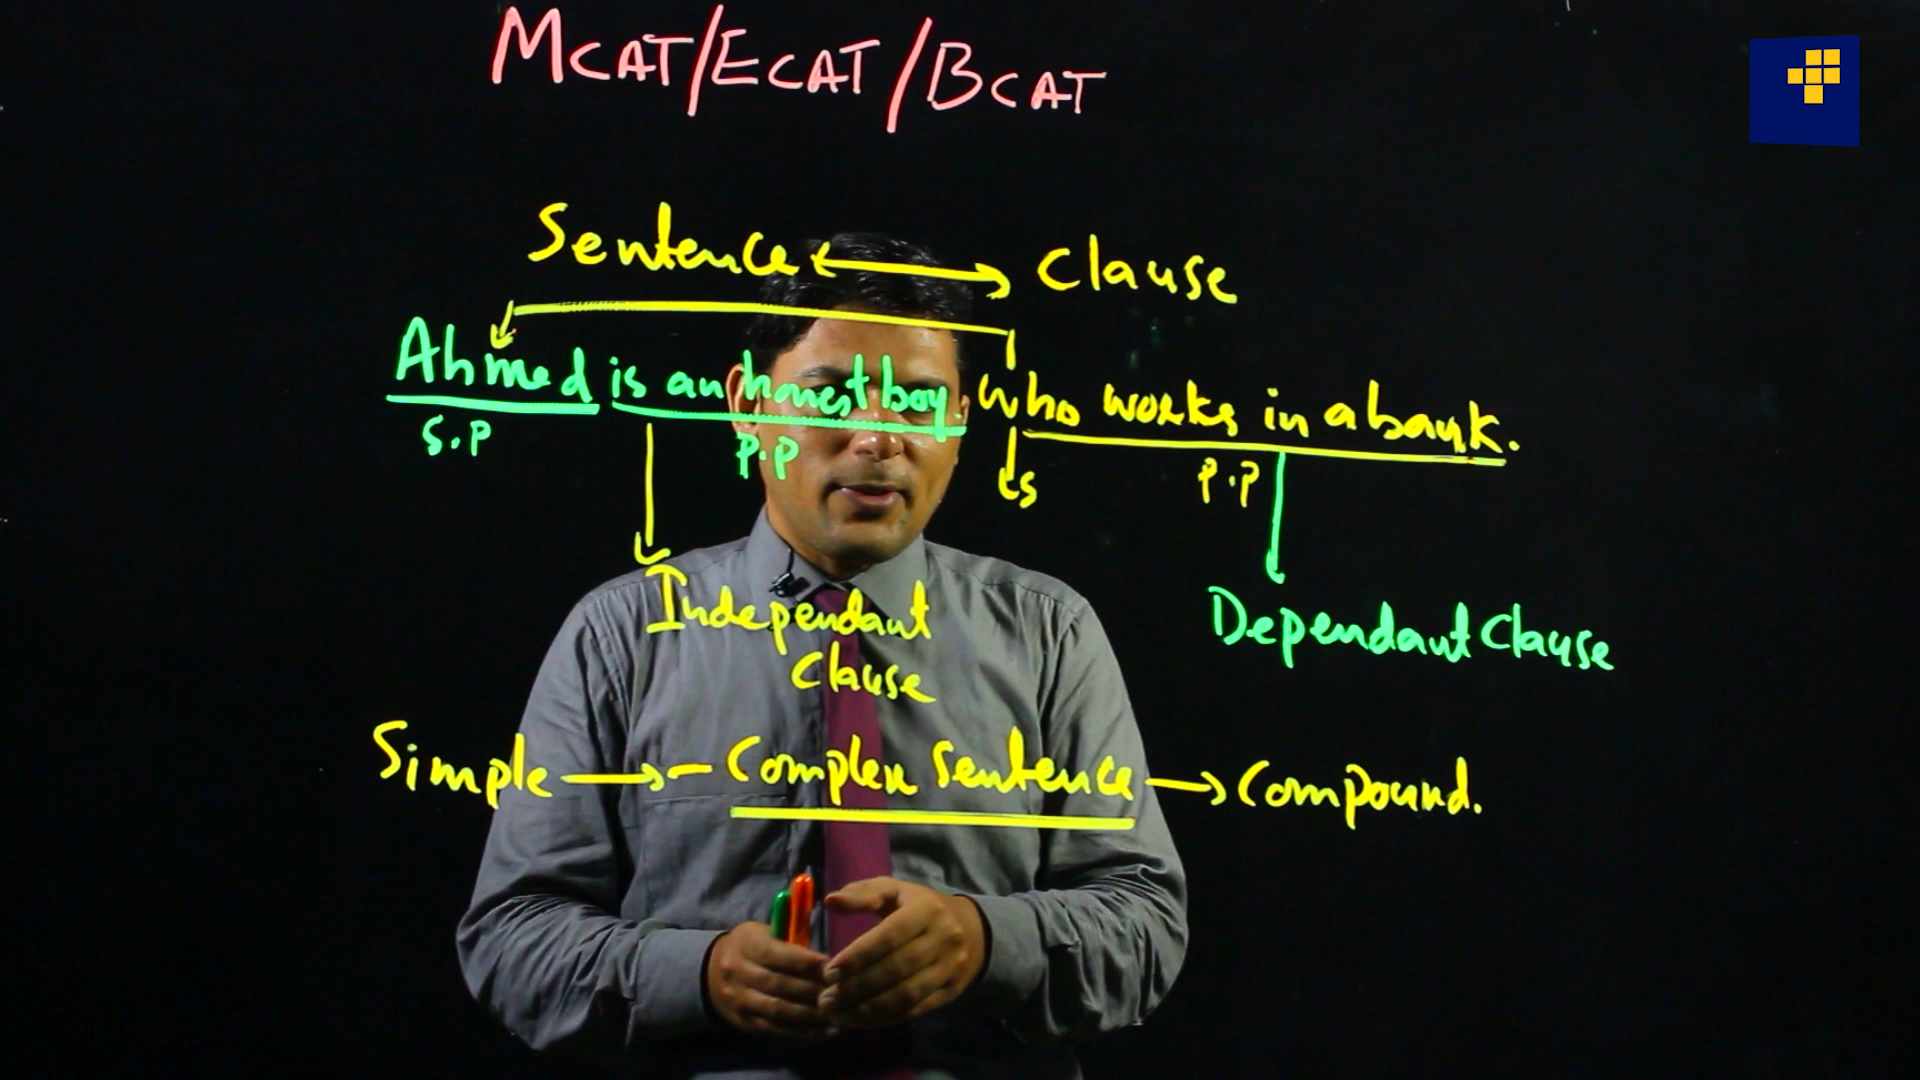 MCAT/ECAT/BCAT
Sentence Clause
Ahmed is an honest boy. who works in a bank.
S.P P.P S P.P
Independant Dependant Clause
Clause
Simple Complex Sentence Compound.